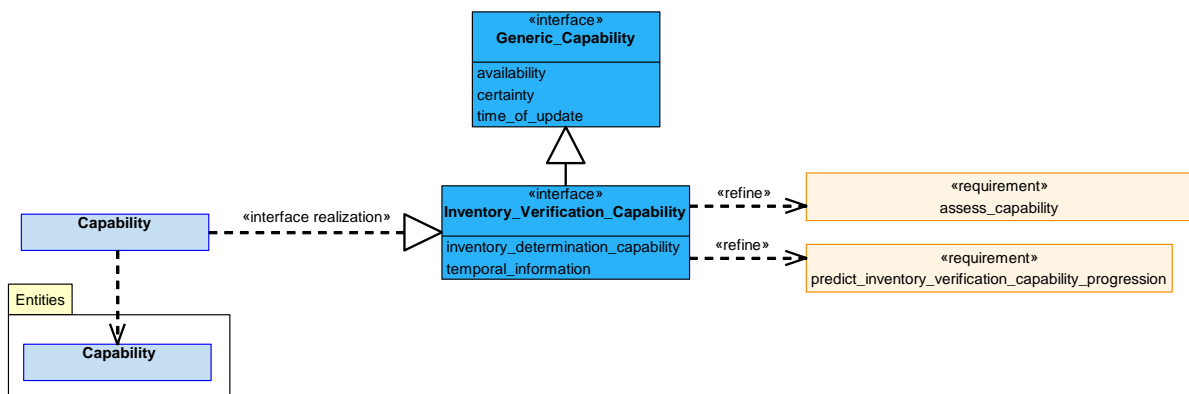 «interface»
Generic_Capability
availability
certainty
time_of_update
«interface»
Inventory_Verification_Capability
inventory_determination_capability
temporal_information
«refine»
«requirement»
assess_capability
«refine»
«requirement»
predict_inventory_verification_capability_progression
Capability
«interface realization»
Entities
Capability